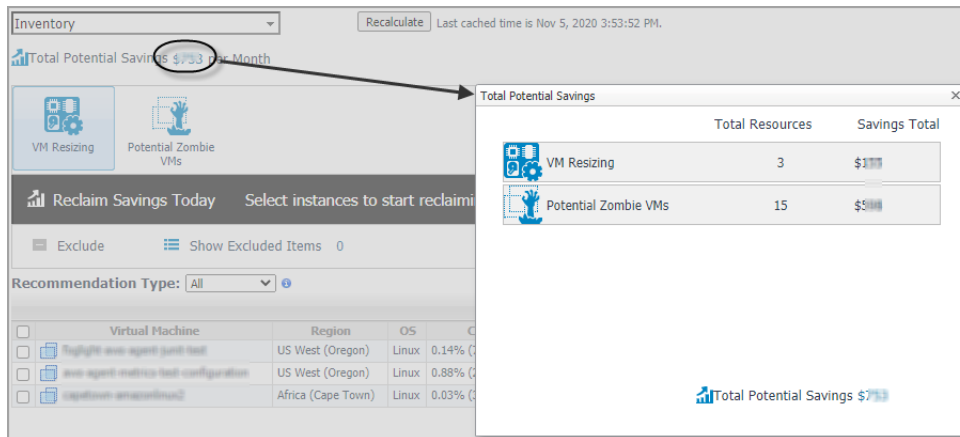 Inventory
Recalculate Last cached time is Nov 5, 2020 3:53:52 PM.
Total Potential Savings $753 per Month
Total Potential Savings
Total Resources Savings Total
VM Resizing
Potential Zombie
VMs
VM Resizing 3
Potential Zombie VMs 15
Reclaim Savings Today Select instances to start reclaimi
Exclude Show Excluded Items 0
Recommendation Type: All
Virtual Machine Region OS C
US West (Oregon) Linux 0.14%
US West (Oregon) Linux 0.88%
Africa (Cape Town) Linux 0.03%
Total Potential Savings